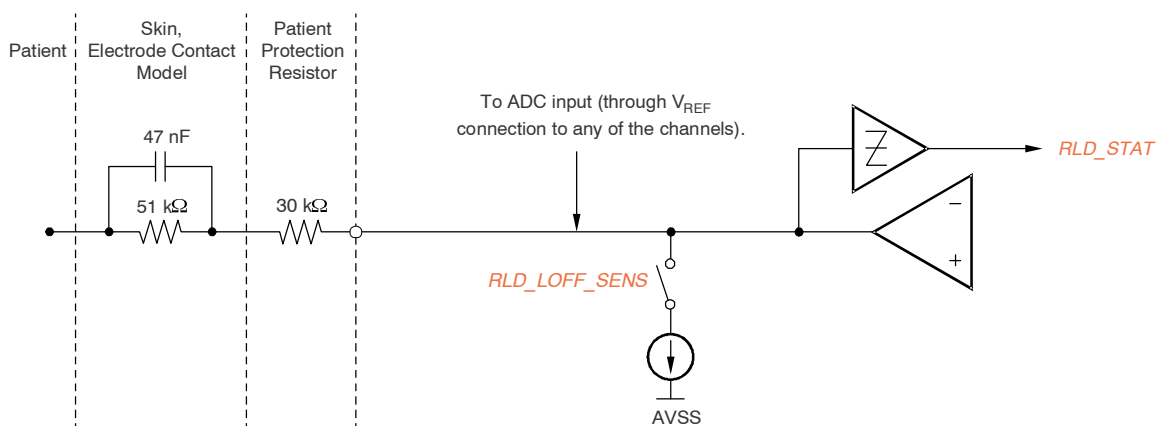 Patient
Skin,
Electrode Contact
Model
Patient
Protection
Resistor
To ADC input (through VREF
connection to any of the channels).
47 nF
51 kΩ
30 kΩ
RLD_STAT
−
+
RLD_LOFF_SENS
AVSS